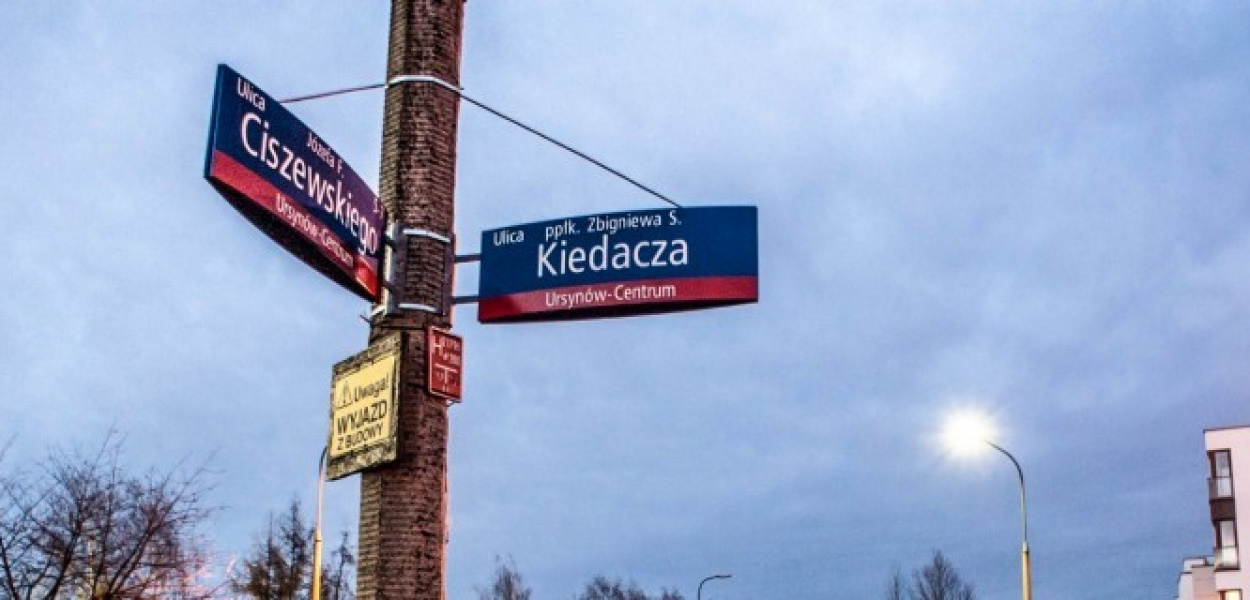 Ulica
Józefa F.
Ciszewskiego
Ursynów-Centrum
Ulica ppłk. Zbigniewa S.
Kiedacza
Ursynów-Centrum
Uwaga!
WYJAZD
Z BUDOWY
H